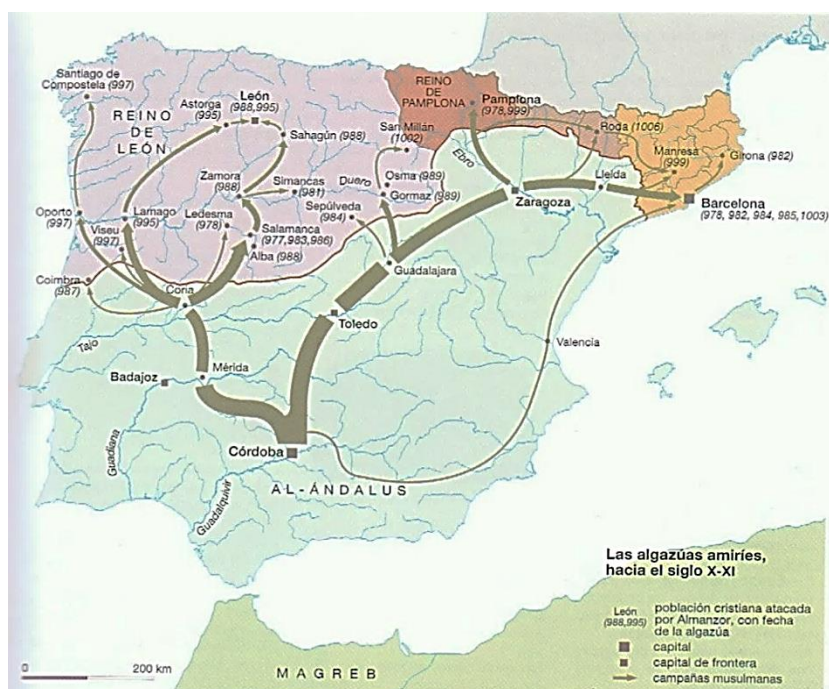 Santiago de
Compostela (997)
REINO
DE
LEÓN
Astorga
(995)
León
(988,995)
Sahagún (988)
REINO
DE
PAMPLONA
Pamplona
(978,999)
San Millán
(1002)
Roda (1006)
Manresa
(999)
Girona (982)
Ebro
Zamora
(988)
Simancas
(981)
Duero
Osma (989)
Gormaz (989)
Lleida
Zaragoza
Barcelona
(978, 982, 984, 985, 1003)
Oporto
(997)
Lamago
(995)
Viseu
(997)
Ledesma
(978)
Sepúlveda
(984)
Salamanca
(977,983,986)
Alba (988)
Guadalajara
Coimbra
(987)
Coria
Toledo
Tajo
Valencia
Mérida
Badajoz
Guadiana
Córdoba
Guadalquivir
AL-ÁNDALUS
Las algazúas amiríes,
hacia el siglo X-XI
León
(988,995)
población cristiana atacada
por Almanzor, con fecha
de la algazúa
capital
capital de frontera
campañas musulmanas
0 200 km
MAGREB